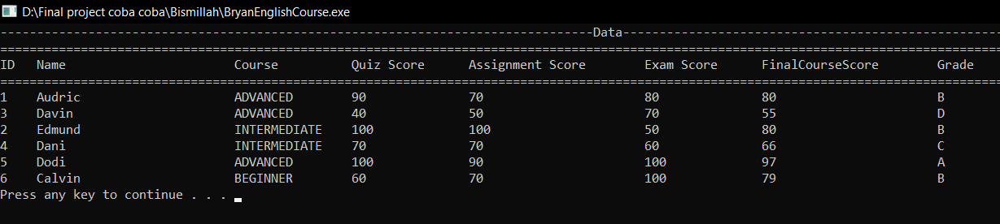 D:\Final project coba coba\Bismillah\BryanEnglishCourse.exe
---------------------------------------------------------------------------------Data----------------------------------------------------
=========================================================================================================================================
ID   Name                       Course          Quiz Score      Assignment Score        Exam Score      FinalCourseScore        Grade
=========================================================================================================================================
1    Audric                     ADVANCED        90              70                      80              80                      B
3    Davin                      ADVANCED        40              50                      70              55                      D
2    Edmund                     INTERMEDIATE    100             100                     50              80                      B
4    Dani                       INTERMEDIATE    70              70                      60              66                      C
5    Dodi                       ADVANCED        100             90                      100             97                      A
6    Calvin                     BEGINNER        60              70                      100             79                      B
Press any key to continue . . .